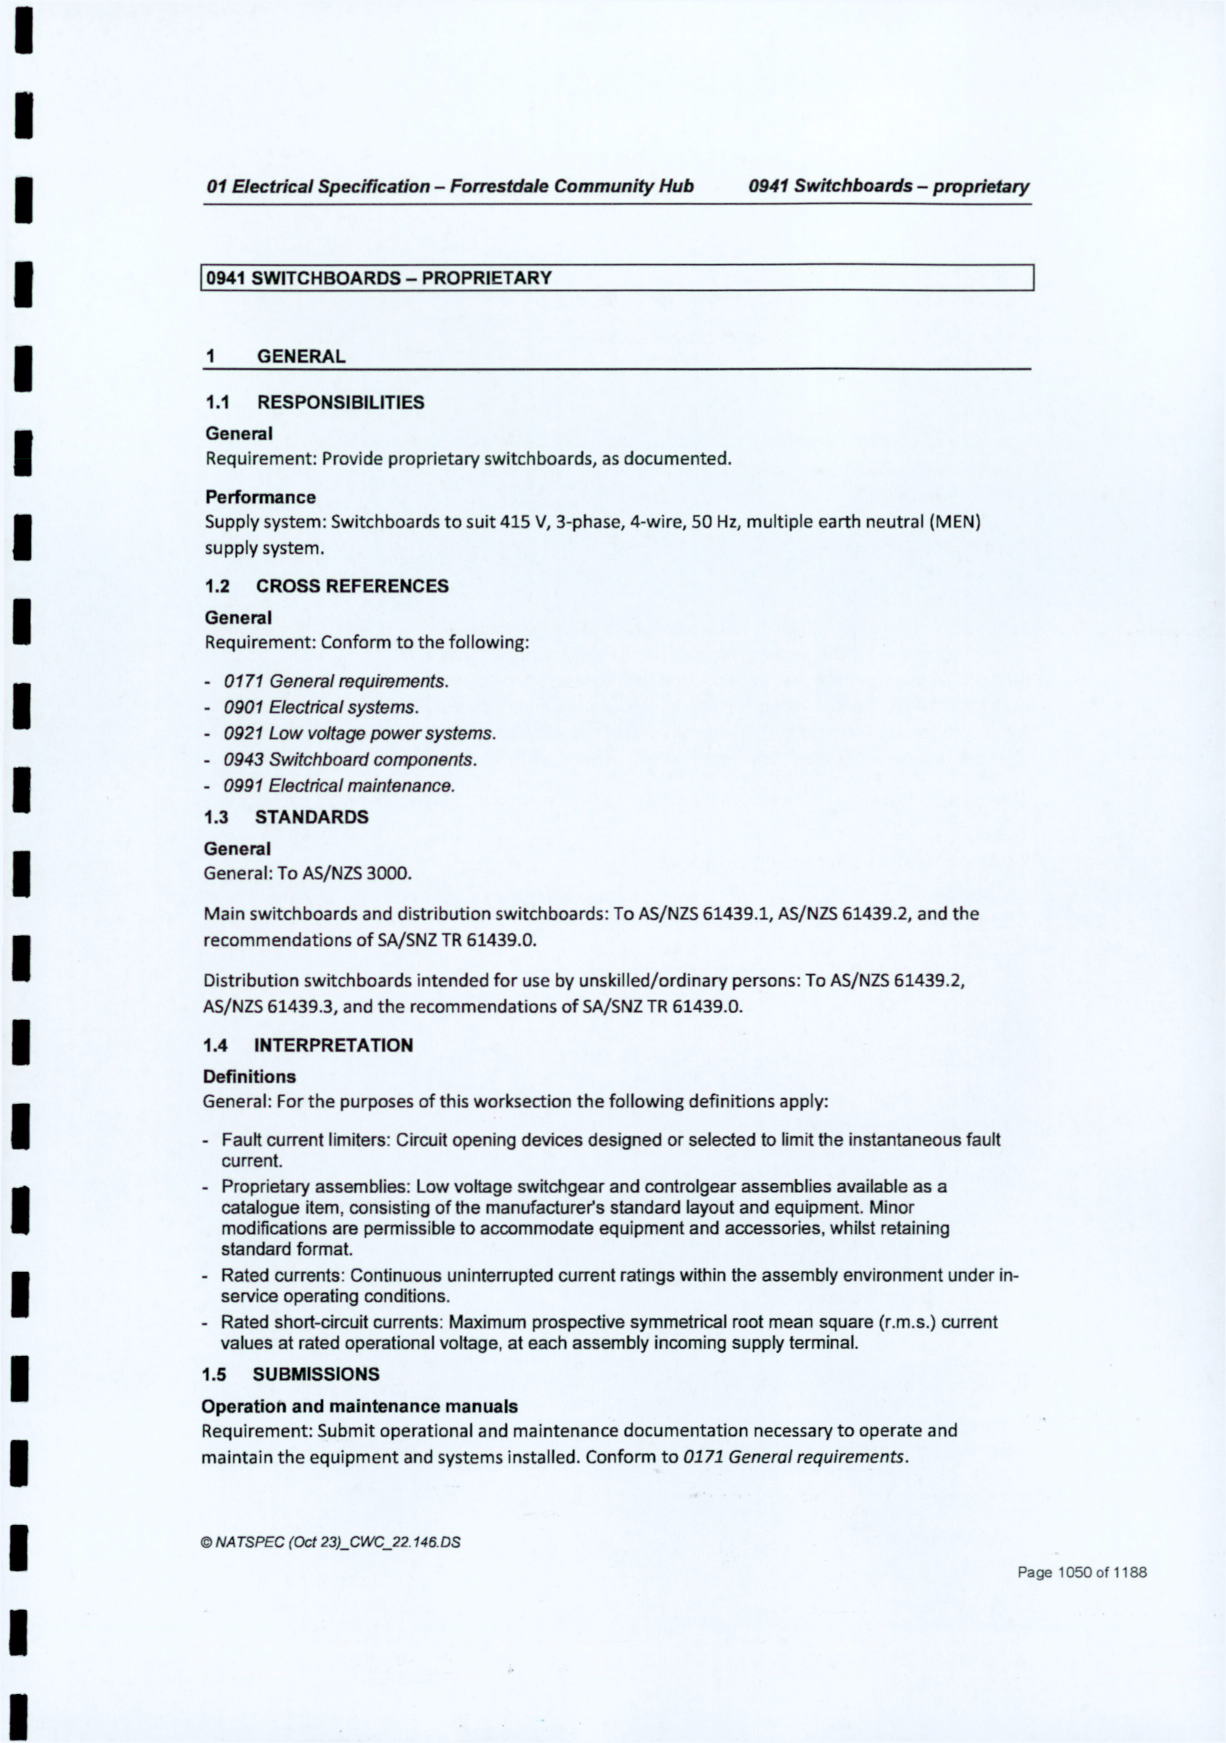 01 Electrical Specification – Forrestdale Community Hub 0941 Switchboards – proprietary
0941 SWITCHBOARDS – PROPRIETARY
1 GENERAL
1.1 RESPONSIBILITIES
General
Requirement: Provide proprietary switchboards, as documented.
Performance
Supply system: Switchboards to suit 415 V, 3-phase, 4-wire, 50 Hz, multiple earth neutral (MEN)
supply system.
1.2 CROSS REFERENCES
General
Requirement: Conform to the following:
- 0171 General requirements.
- 0901 Electrical systems.
- 0921 Low voltage power systems.
- 0943 Switchboard components.
- 0991 Electrical maintenance.
1.3 STANDARDS
General
General: To AS/NZS 3000.
Main switchboards and distribution switchboards: To AS/NZS 61439.1, AS/NZS 61439.2, and the
recommendations of SA/SNZ TR 61439.0.
Distribution switchboards intended for use by unskilled/ordinary persons: To AS/NZS 61439.2,
AS/NZS 61439.3, and the recommendations of SA/SNZ TR 61439.0.
1.4 INTERPRETATION
Definitions
General: For the purposes of this worksection the following definitions apply:
- Fault current limiters: Circuit opening devices designed or selected to limit the instantaneous fault
current.
- Proprietary assemblies: Low voltage switchgear and controlgear assemblies available as a
catalogue item, consisting of the manufacturer's standard layout and equipment. Minor
modifications are permissible to accommodate equipment and accessories, whilst retaining
standard format.
- Rated currents: Continuous uninterrupted current ratings within the assembly environment under in-
service operating conditions.
- Rated short-circuit currents: Maximum prospective symmetrical root mean square (r.m.s.) current
values at rated operational voltage, at each assembly incoming supply terminal.
1.5 SUBMISSIONS
Operation and maintenance manuals
Requirement: Submit operational and maintenance documentation necessary to operate and
maintain the equipment and systems installed. Conform to 0171 General requirements.
© NATSPEC (Oct 23)_CWC_22.146.DS
Page 1050 of 1188